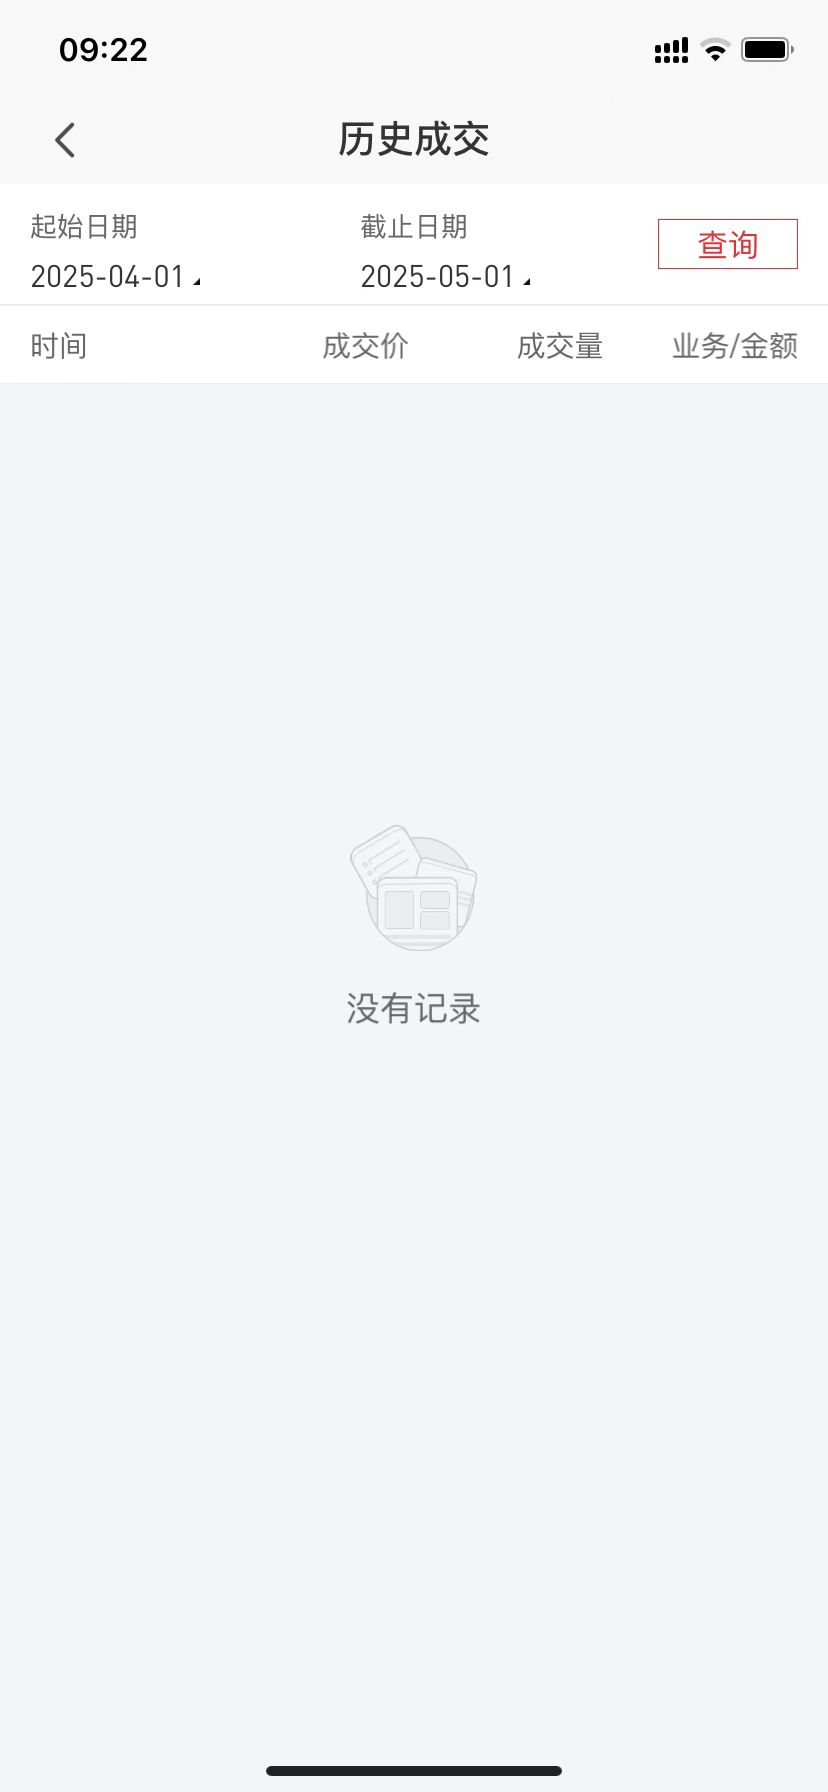 09:22
历史成交
起始日期 截止日期
查询
2025-04-01 2025-05-01
时间 成交价 成交量 业务/金额
没有记录